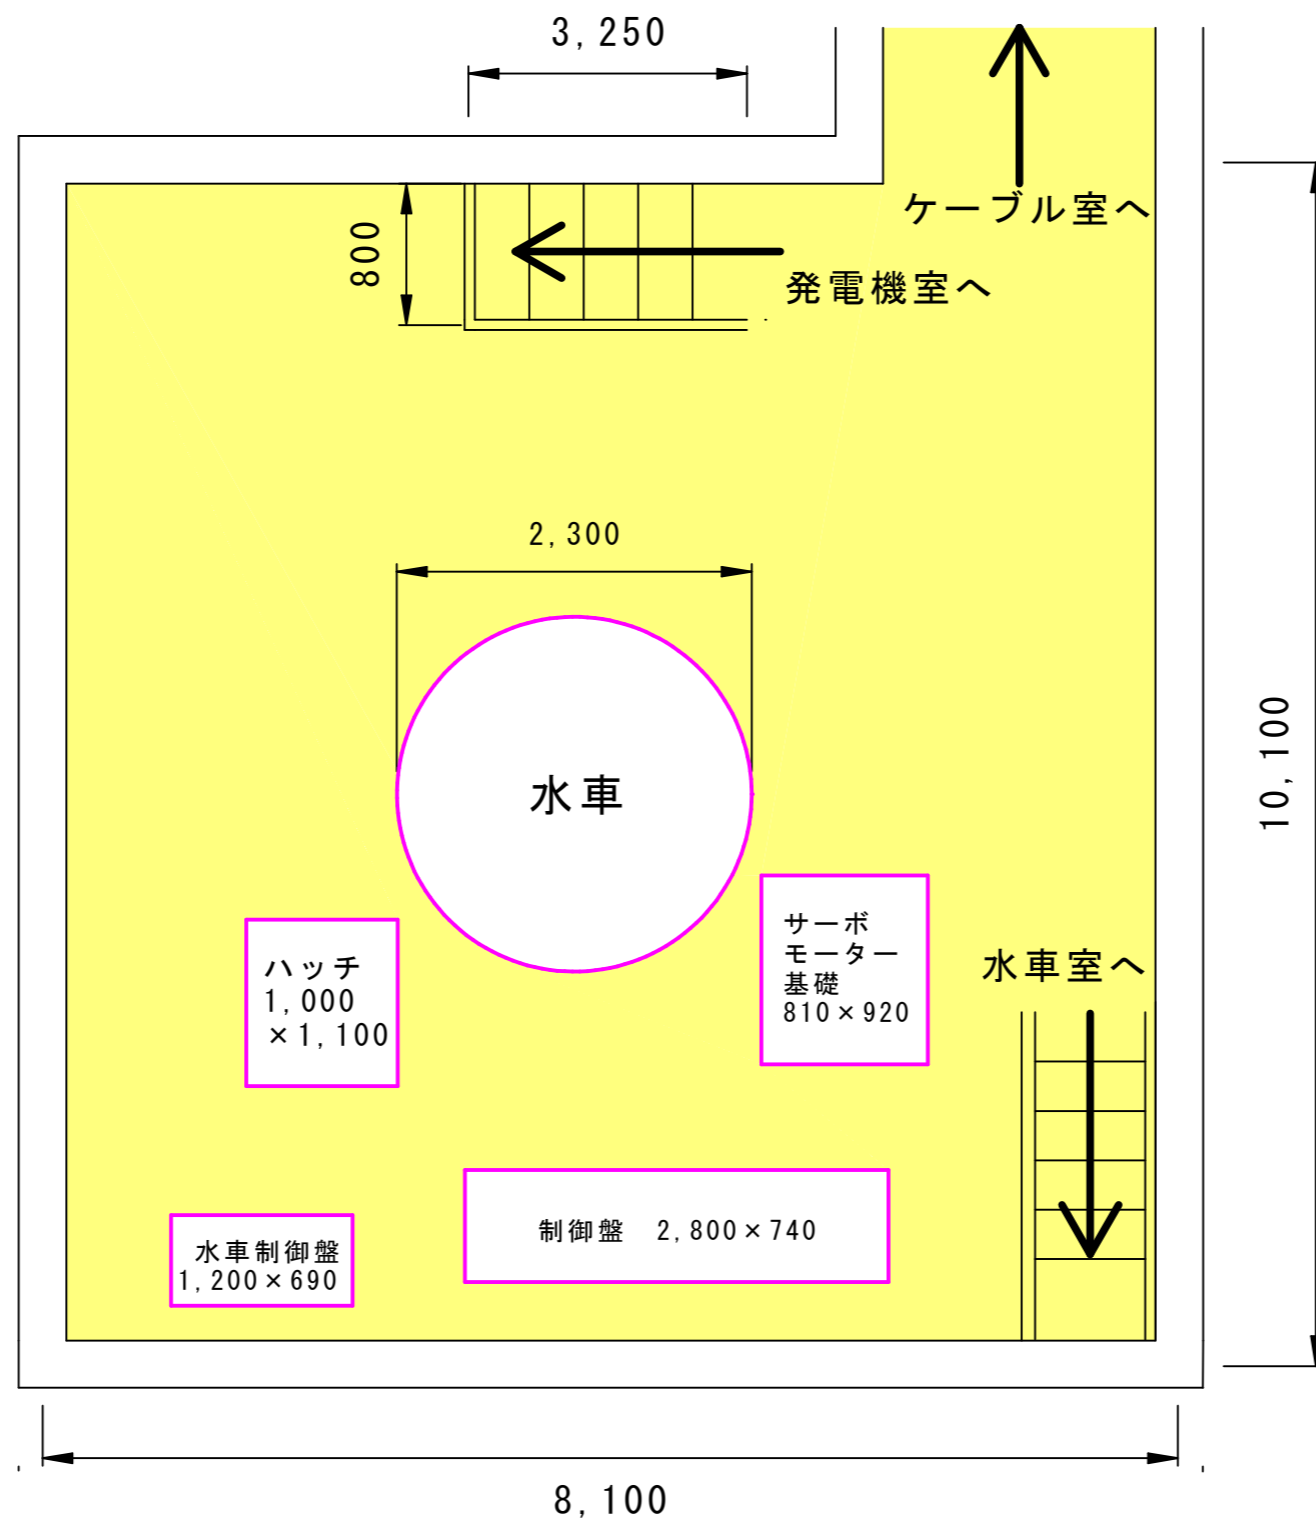 3,250
ケーブル室へ
800
発電機室へ
2,300
水車
10,100
サーボ
モーター
基礎
810×920
ハッチ
1,000
×1,100
水車室へ
制御盤 2,800×740
水車制御盤
1,200×690
8,100